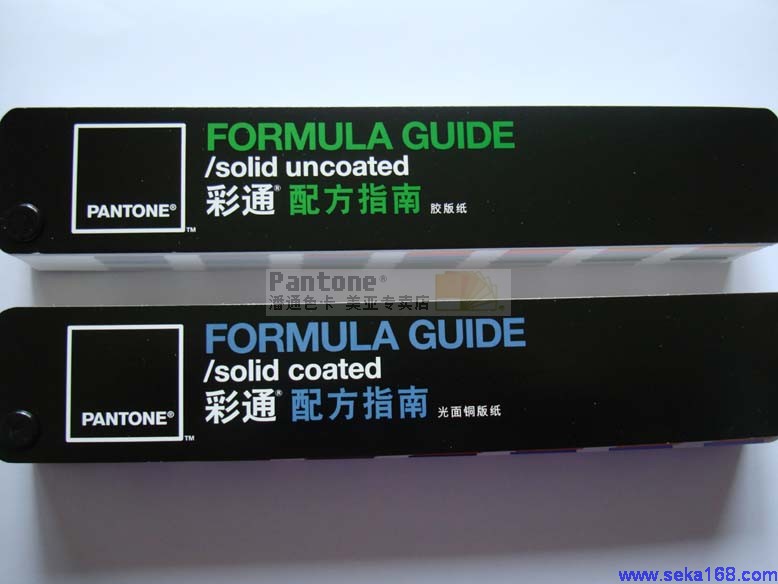 FORMULA GUIDE
/solid uncoated
彩通® 配方指南 胶版纸
PANTONE®
™
Pantone®
潘通色卡 美亚专卖店
FORMULA GUIDE
/solid coated
彩通® 配方指南 光面铜版纸
PANTONE®
™
www.seka168.com